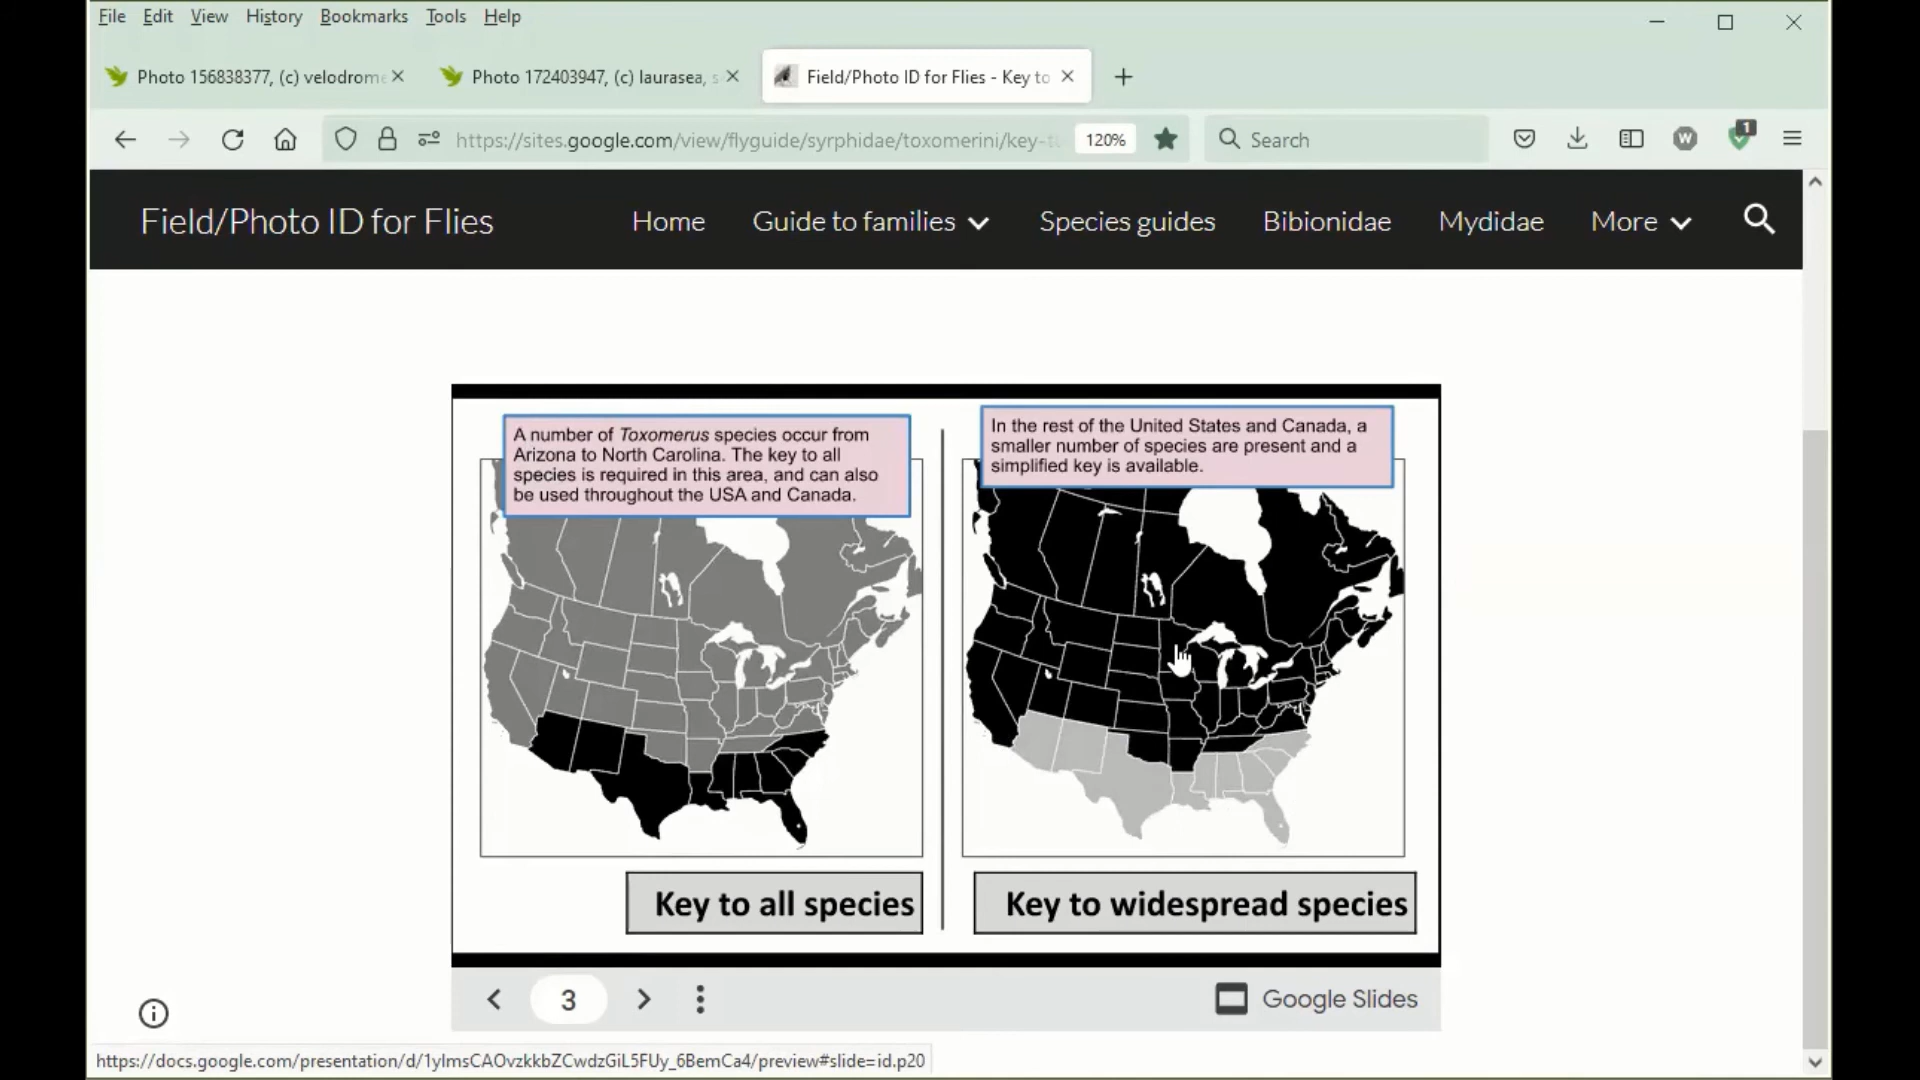 File Edit View History Bookmarks Tools Help
Photo 156838377, (c) velodrome
Photo 172403947, (c) laurasea, s
Field/Photo ID for Flies - Key to
https://sites.google.com/view/flyguide/syrphidae/toxomerini/key-t
120%
Search
W
1
Field/Photo ID for Flies
Home
Guide to families
Species guides
Bibionidae
Mydidae
More
A number of Toxomerus species occur from
Arizona to North Carolina. The key to all
species is required in this area, and can also
be used throughout the USA and Canada.
In the rest of the United States and Canada, a
smaller number of species are present and a
simplified key is available.
Key to all species
Key to widespread species
3
Google Slides
https://docs.google.com/presentation/d/1ylmsCAOvzkkbZCwdzGiL5FUy_6BemCa4/preview#slide=id.p20